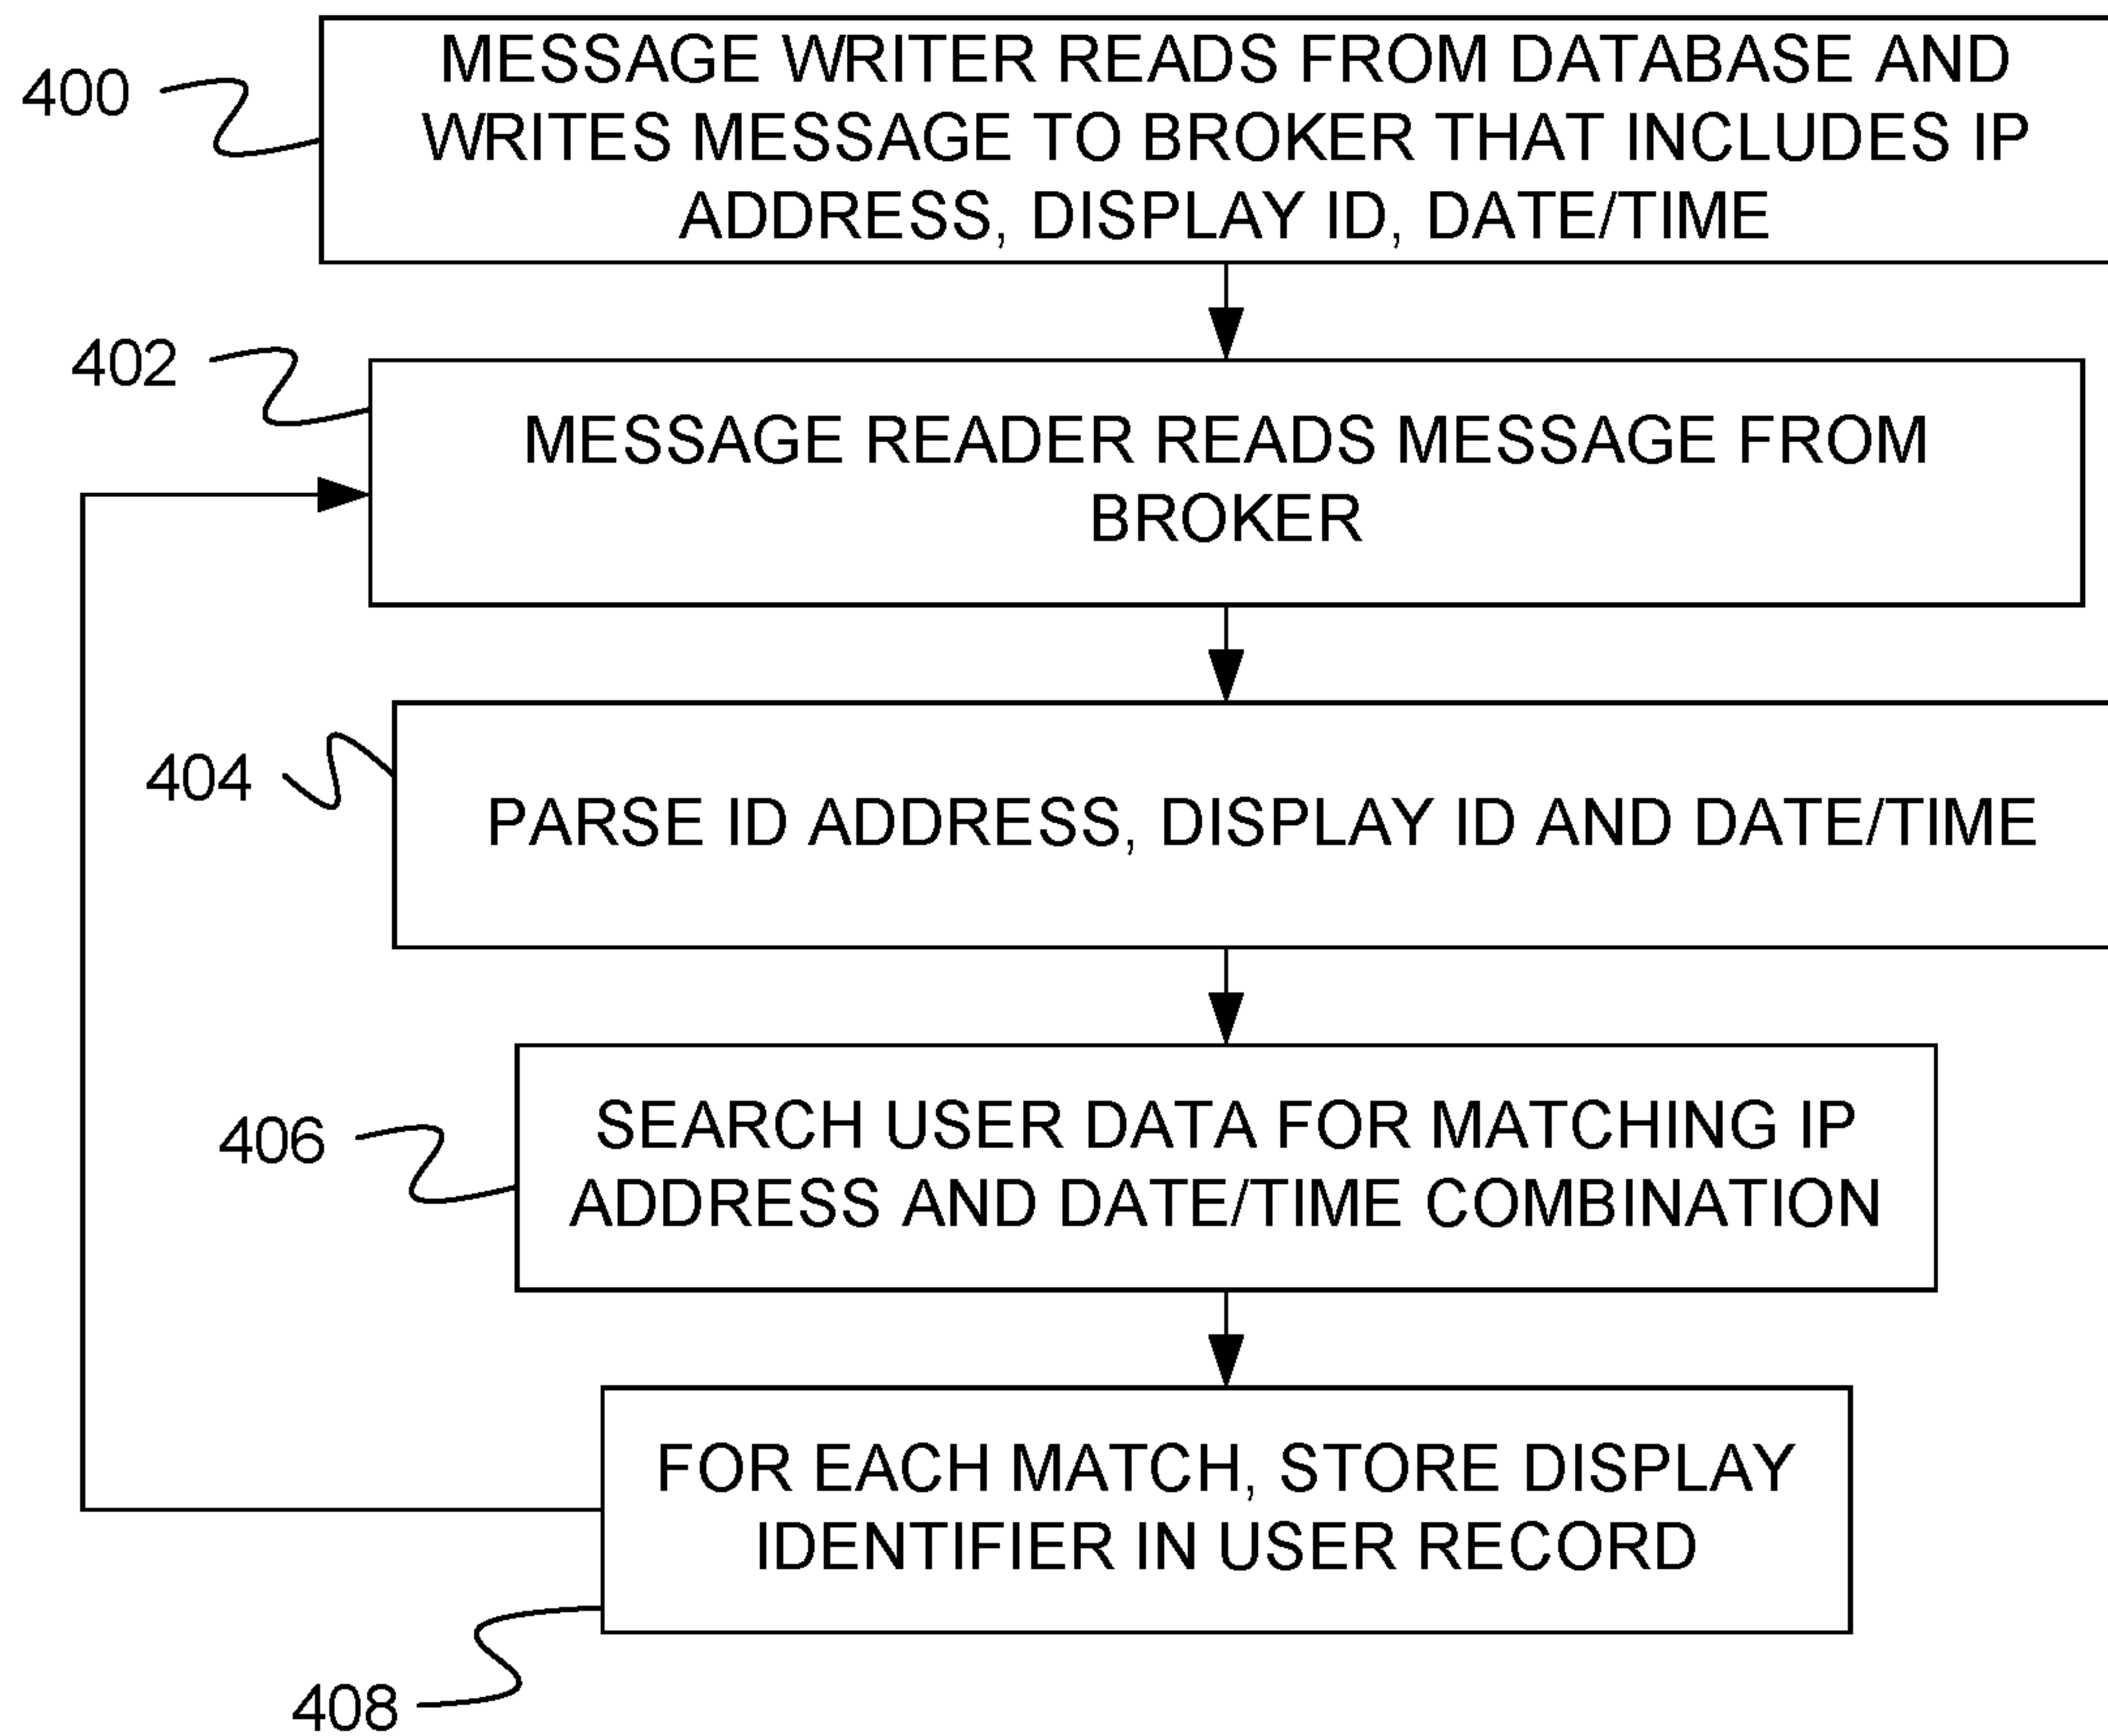 MESSAGE WRITER READS FROM DATABASE AND
400
WRITES MESSAGE TO BROKER THAT INCLUDES IP
ADDRESS, DISPLAY ID, DATE/TIME
402
MESSAGE READER READS MESSAGE FROM
BROKER
404
PARSE ID ADDRESS, DISPLAY ID AND DATE/TIME
406
SEARCH USER DATA FOR MATCHING IP
ADDRESS AND DATE/TIME COMBINATION
FOR EACH MATCH, STORE DISPLAY
IDENTIFIER IN USER RECORD
408